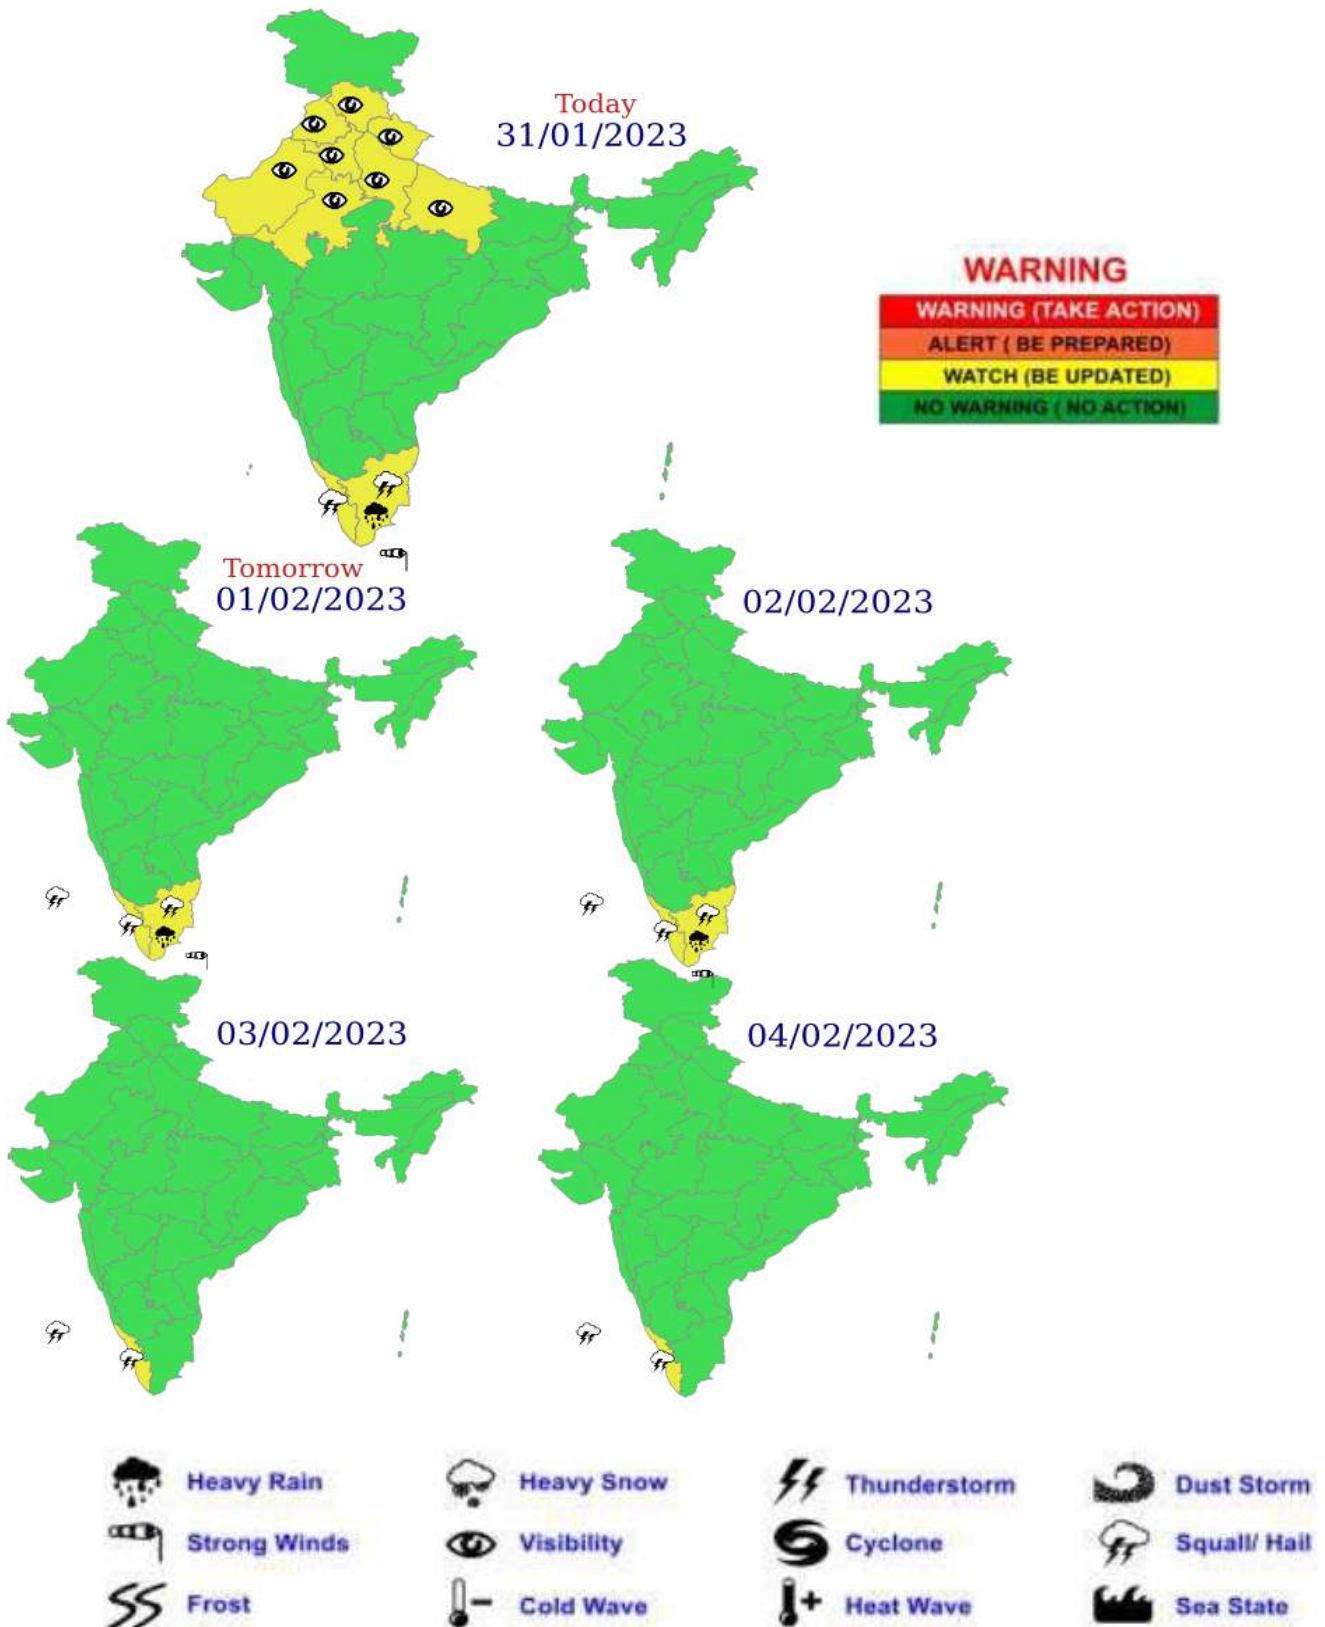 Today
31/01/2023
WARNING
WARNING (TAKE ACTION)
ALERT ( BE PREPARED)
WATCH (BE UPDATED)
NO WARNING ( NO ACTION)
Tomorrow
01/02/2023
02/02/2023
03/02/2023
04/02/2023
Heavy Rain
Heavy Snow
Thunderstorm
Dust Storm
Strong Winds
Visibility
Cyclone
Squall/ Hail
Frost
Cold Wave
Heat Wave
Sea State